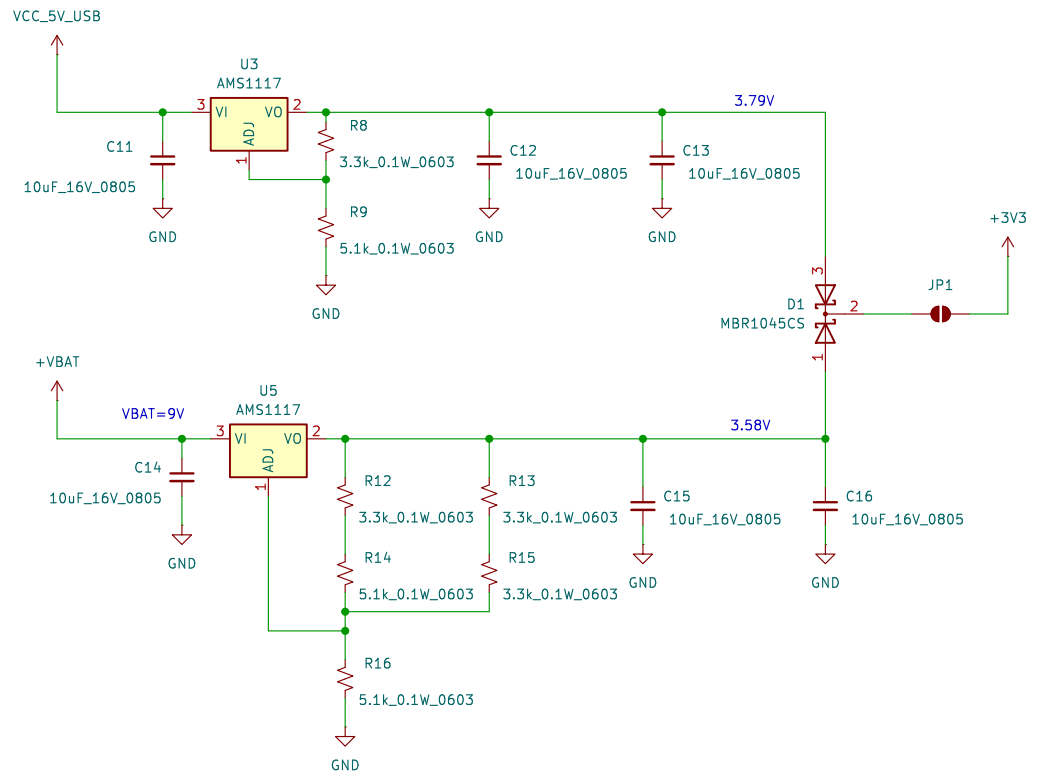 VCC_5V_USB
U3
AMS1117
3
VI
VO
2
ADJ
1
C11
10uF_16V_0805
GND
R8
3.3k_0.1W_0603
R9
5.1k_0.1W_0603
GND
C12
10uF_16V_0805
GND
C13
10uF_16V_0805
GND
3.79V
3
D1
MBR1045CS
2
1
JP1
+3V3
+VBAT
VBAT=9V
U5
AMS1117
3
VI
VO
2
ADJ
1
C14
10uF_16V_0805
GND
R12
3.3k_0.1W_0603
R13
3.3k_0.1W_0603
R14
5.1k_0.1W_0603
R15
3.3k_0.1W_0603
R16
5.1k_0.1W_0603
GND
3.58V
C15
10uF_16V_0805
GND
C16
10uF_16V_0805
GND